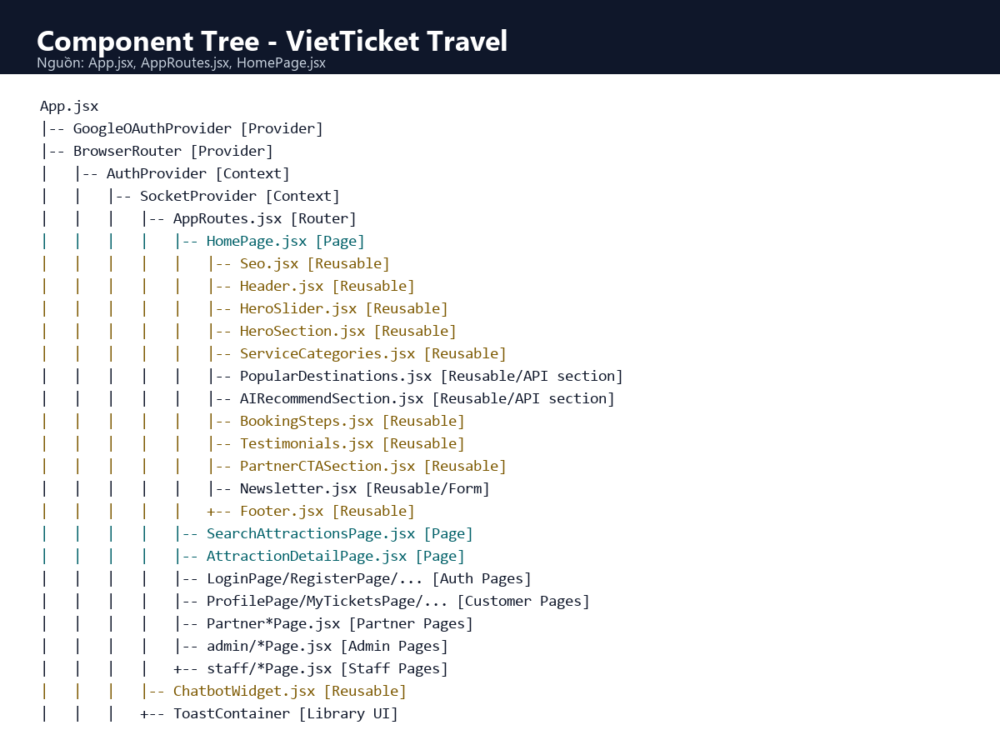 Component Tree - VietTicket Travel
Nguồn: App.jsx, AppRoutes.jsx, HomePage.jsx
App.jsx
|-- GoogleOAuthProvider [Provider]
|-- BrowserRouter [Provider]
|   |-- AuthProvider [Context]
|   |   |-- SocketProvider [Context]
|   |   |   |-- AppRoutes.jsx [Router]
|   |   |   |   |-- HomePage.jsx [Page]
|   |   |   |   |   |-- Seo.jsx [Reusable]
|   |   |   |   |   |-- Header.jsx [Reusable]
|   |   |   |   |   |-- HeroSlider.jsx [Reusable]
|   |   |   |   |   |-- HeroSection.jsx [Reusable]
|   |   |   |   |   |-- ServiceCategories.jsx [Reusable]
|   |   |   |   |   |-- PopularDestinations.jsx [Reusable/API section]
|   |   |   |   |   |-- AIRecommendSection.jsx [Reusable/API section]
|   |   |   |   |   |-- BookingSteps.jsx [Reusable]
|   |   |   |   |   |-- Testimonials.jsx [Reusable]
|   |   |   |   |   |-- PartnerCTASection.jsx [Reusable]
|   |   |   |   |   |-- Newsletter.jsx [Reusable/Form]
|   |   |   |   |   +-- Footer.jsx [Reusable]
|   |   |   |   |-- SearchAttractionsPage.jsx [Page]
|   |   |   |   |-- AttractionDetailPage.jsx [Page]
|   |   |   |   |-- LoginPage/RegisterPage/... [Auth Pages]
|   |   |   |   |-- ProfilePage/MyTicketsPage/... [Customer Pages]
|   |   |   |   |-- Partner*Page.jsx [Partner Pages]
|   |   |   |   |-- admin/*Page.jsx [Admin Pages]
|   |   |   |   +-- staff/*Page.jsx [Staff Pages]
|   |   |   |-- ChatbotWidget.jsx [Reusable]
|   |   |   +-- ToastContainer [Library UI]